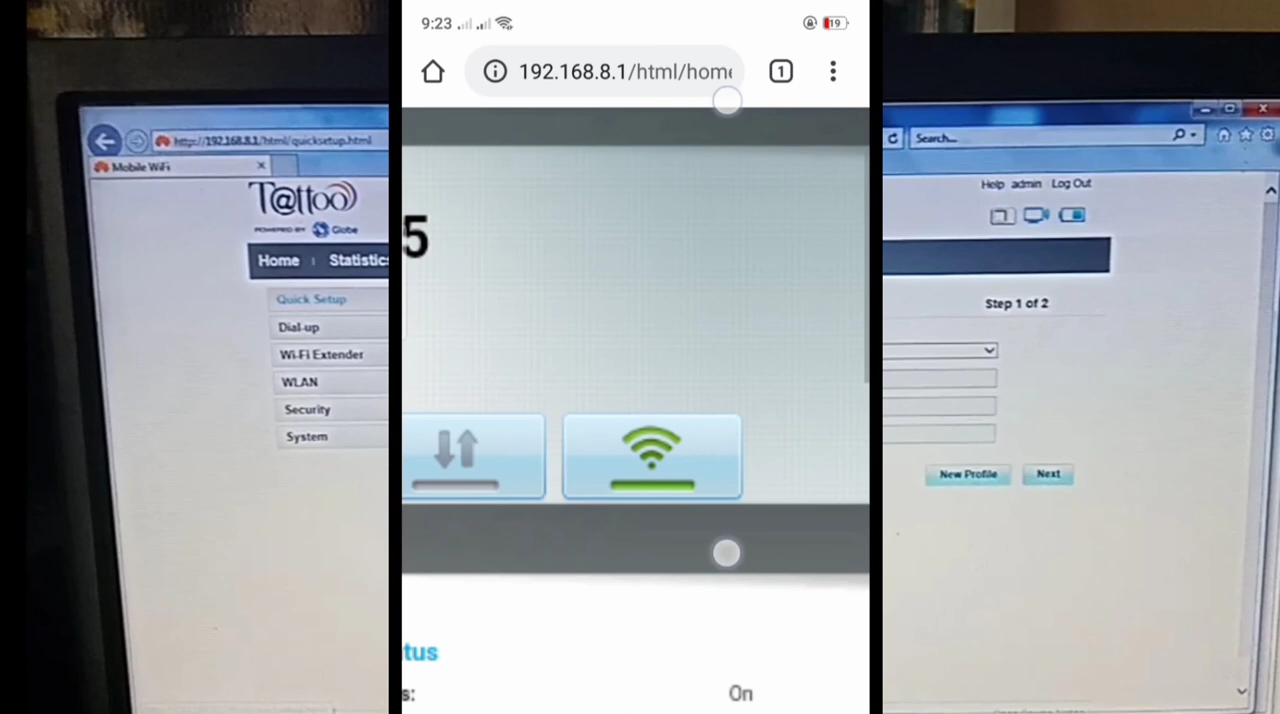 9:23
19
192.168.8.1/html/home
1
http://192.168.8.1/html/quicksetup.html
Search...
Mobile WiFi
T@ttoo
POWERED BY Globe
Help admin Log Out
Home Statistics
Quick Setup
Dial-up
Wi-Fi Extender
WLAN
Security
System
5
tus
s: On
Step 1 of 2
New Profile Next